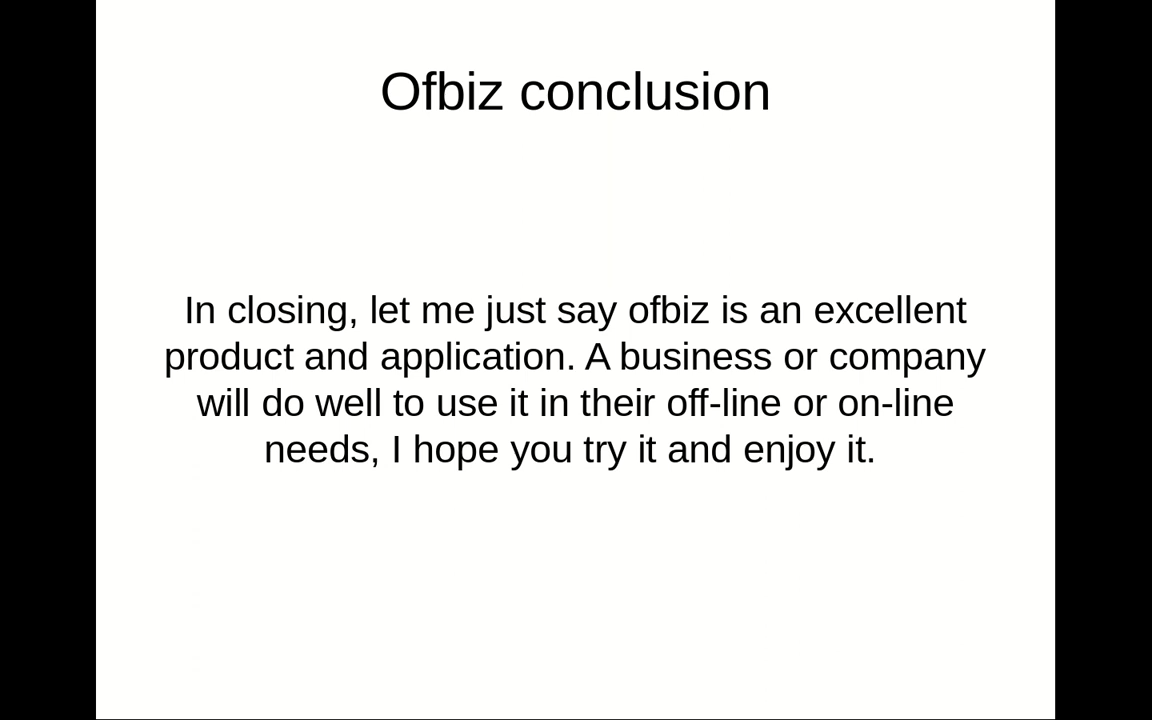 Ofbiz conclusion
In closing, let me just say ofbiz is an excellent
product and application. A business or company
will do well to use it in their off-line or on-line
needs, I hope you try it and enjoy it.